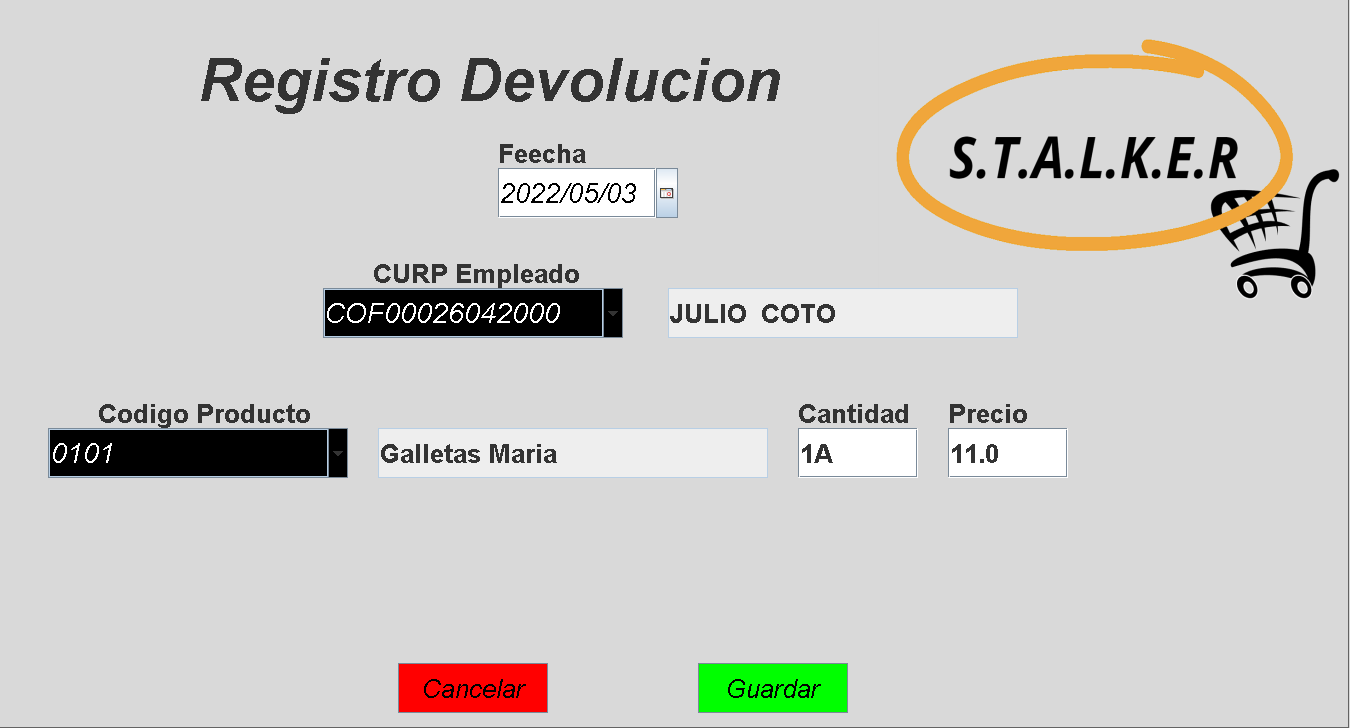 Registro Devolucion
S.T.A.L.K.E.R
Feecha
2022/05/03
CURP Empleado
COF00026042000
JULIO  COTO
Codigo Producto
Cantidad
Precio
0101
Galletas Maria
1A
11.0
Cancelar
Guardar